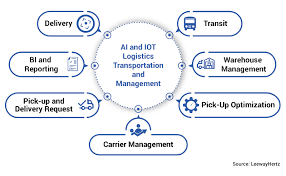 Delivery
Transit
AI and IOT
Logistics
Transportation
and
Management
BI and
Reporting
Warehouse
Management
Pick-up and
Delivery Request
Pick-Up Optimization
Carrier Management
Source: LeewayHertz